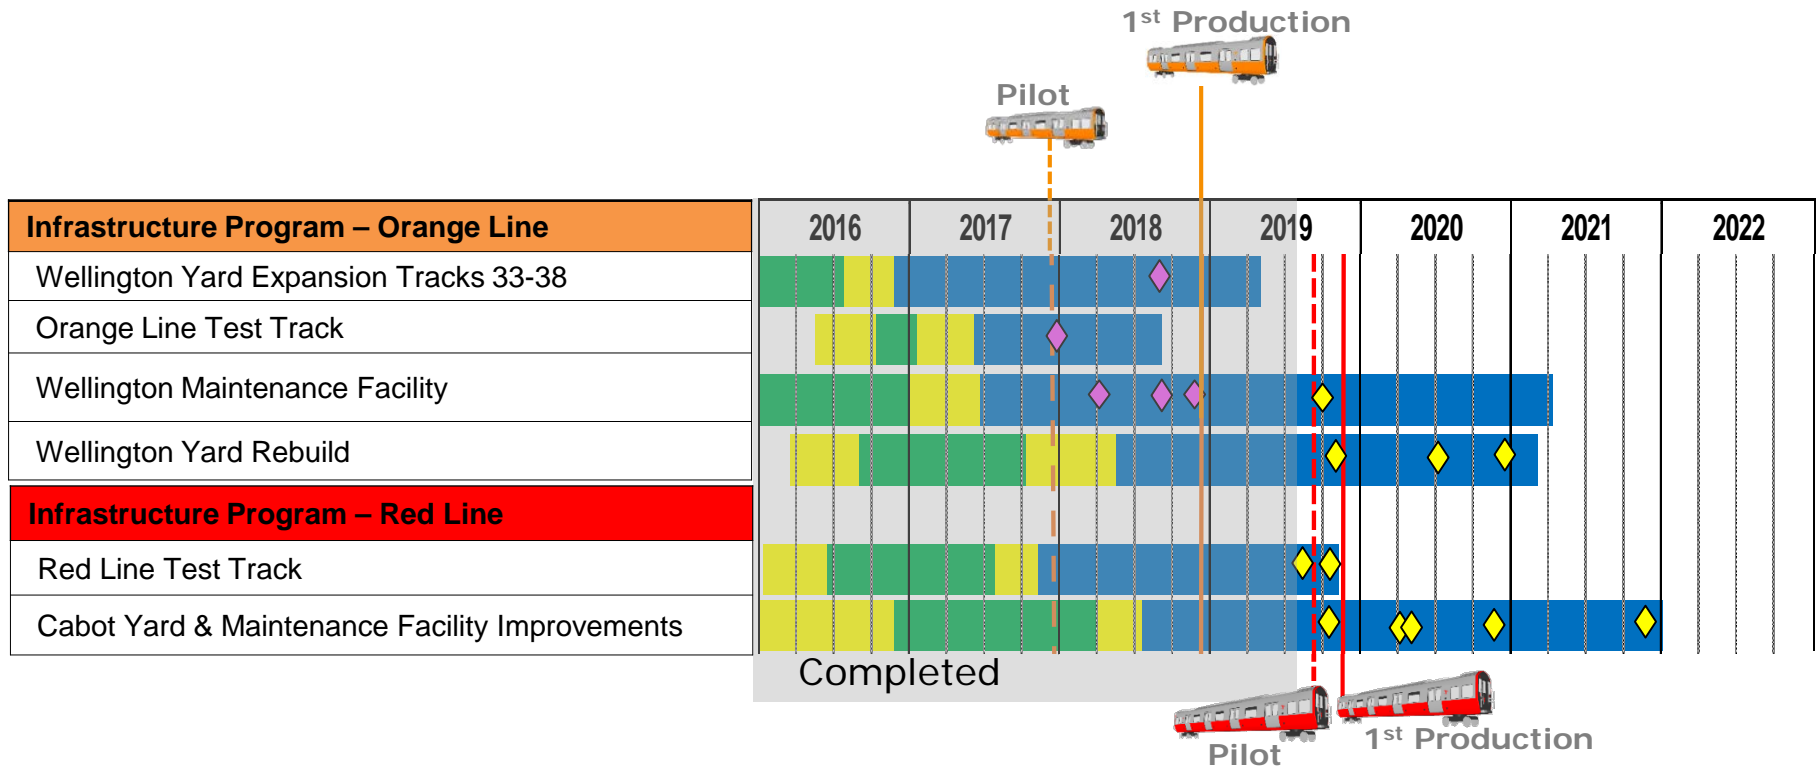 1st Production
Pilot
Infrastructure Program – Orange Line
2016 2017 2018 2019 2020 2021 2022
Wellington Yard Expansion Tracks 33-38
Orange Line Test Track
Wellington Maintenance Facility
Wellington Yard Rebuild
Infrastructure Program – Red Line
Red Line Test Track
Cabot Yard & Maintenance Facility Improvements
Completed
1st Production
Pilot